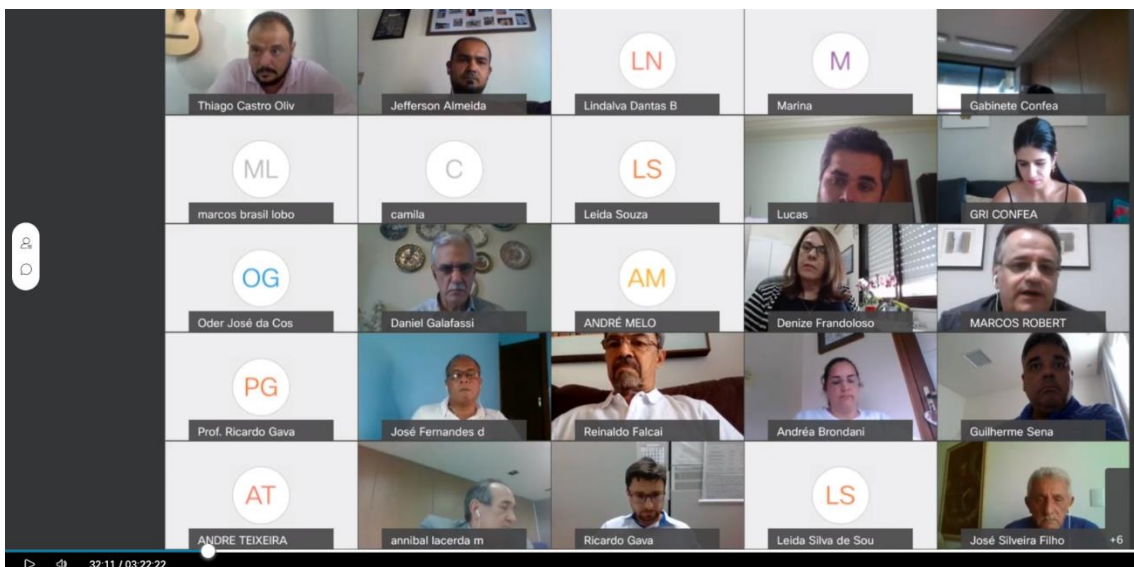 Thiago Castro Oliv
Jefferson Almeida
LN
Lindalva Dantas B
M
Marina
Gabinete Confea
ML
marcos brasil lobo
C
camila
LS
Leida Souza
Lucas
GRI CONFEA
OG
Oder José da Cos
Daniel Galafassi
AM
ANDRÉ MELO
Denize Frandoloso
MARCOS ROBERT
PG
Prof. Ricardo Gava
José Fernandes d
Reinaldo Falcai
Andréa Brondani
Guilherme Sena
AT
ANDRE TEIXEIRA
annibal lacerda m
Ricardo Gava
LS
Leida Silva de Sou
José Silveira Filho
+6
32:11 / 03:22:22